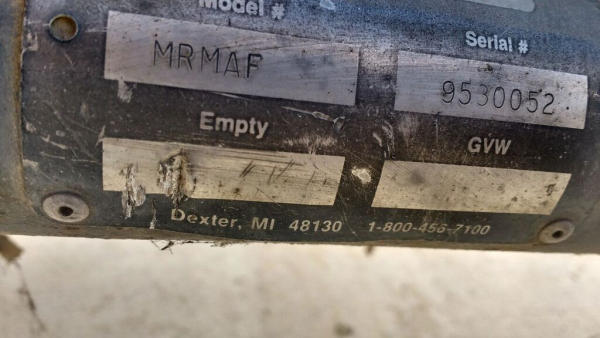 Model # Serial #
MRMAF 9530052
Empty GVW
Dexter, MI 48130 1-800-456-7100